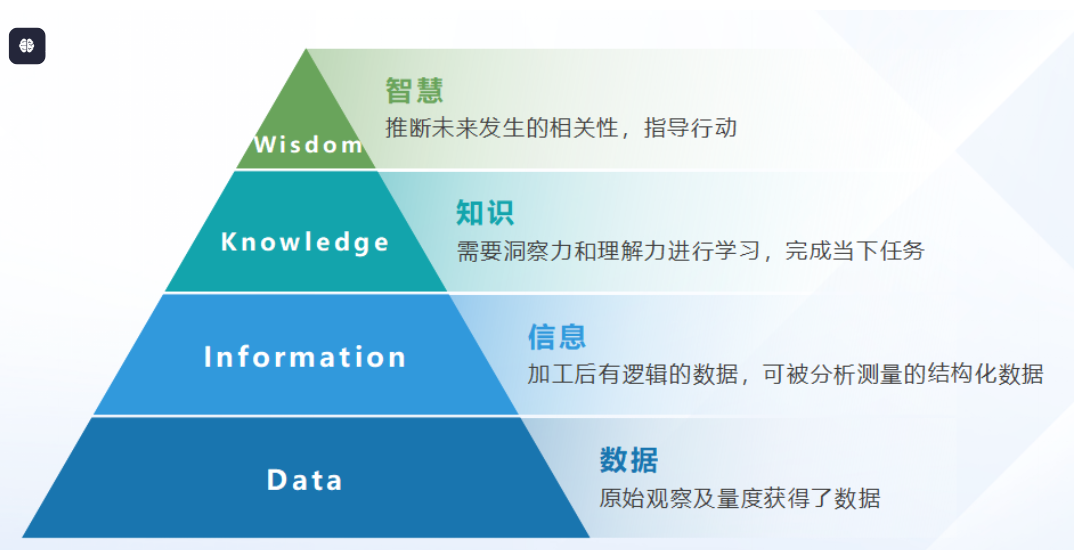 智慧
推断未来发生的相关性，指导行动
Wisdom
知识
需要洞察力和理解力进行学习，完成当下任务
Knowledge
信息
加工后有逻辑的数据，可被分析测量的结构化数据
Information
数据
原始观察及量度获得了数据
Data